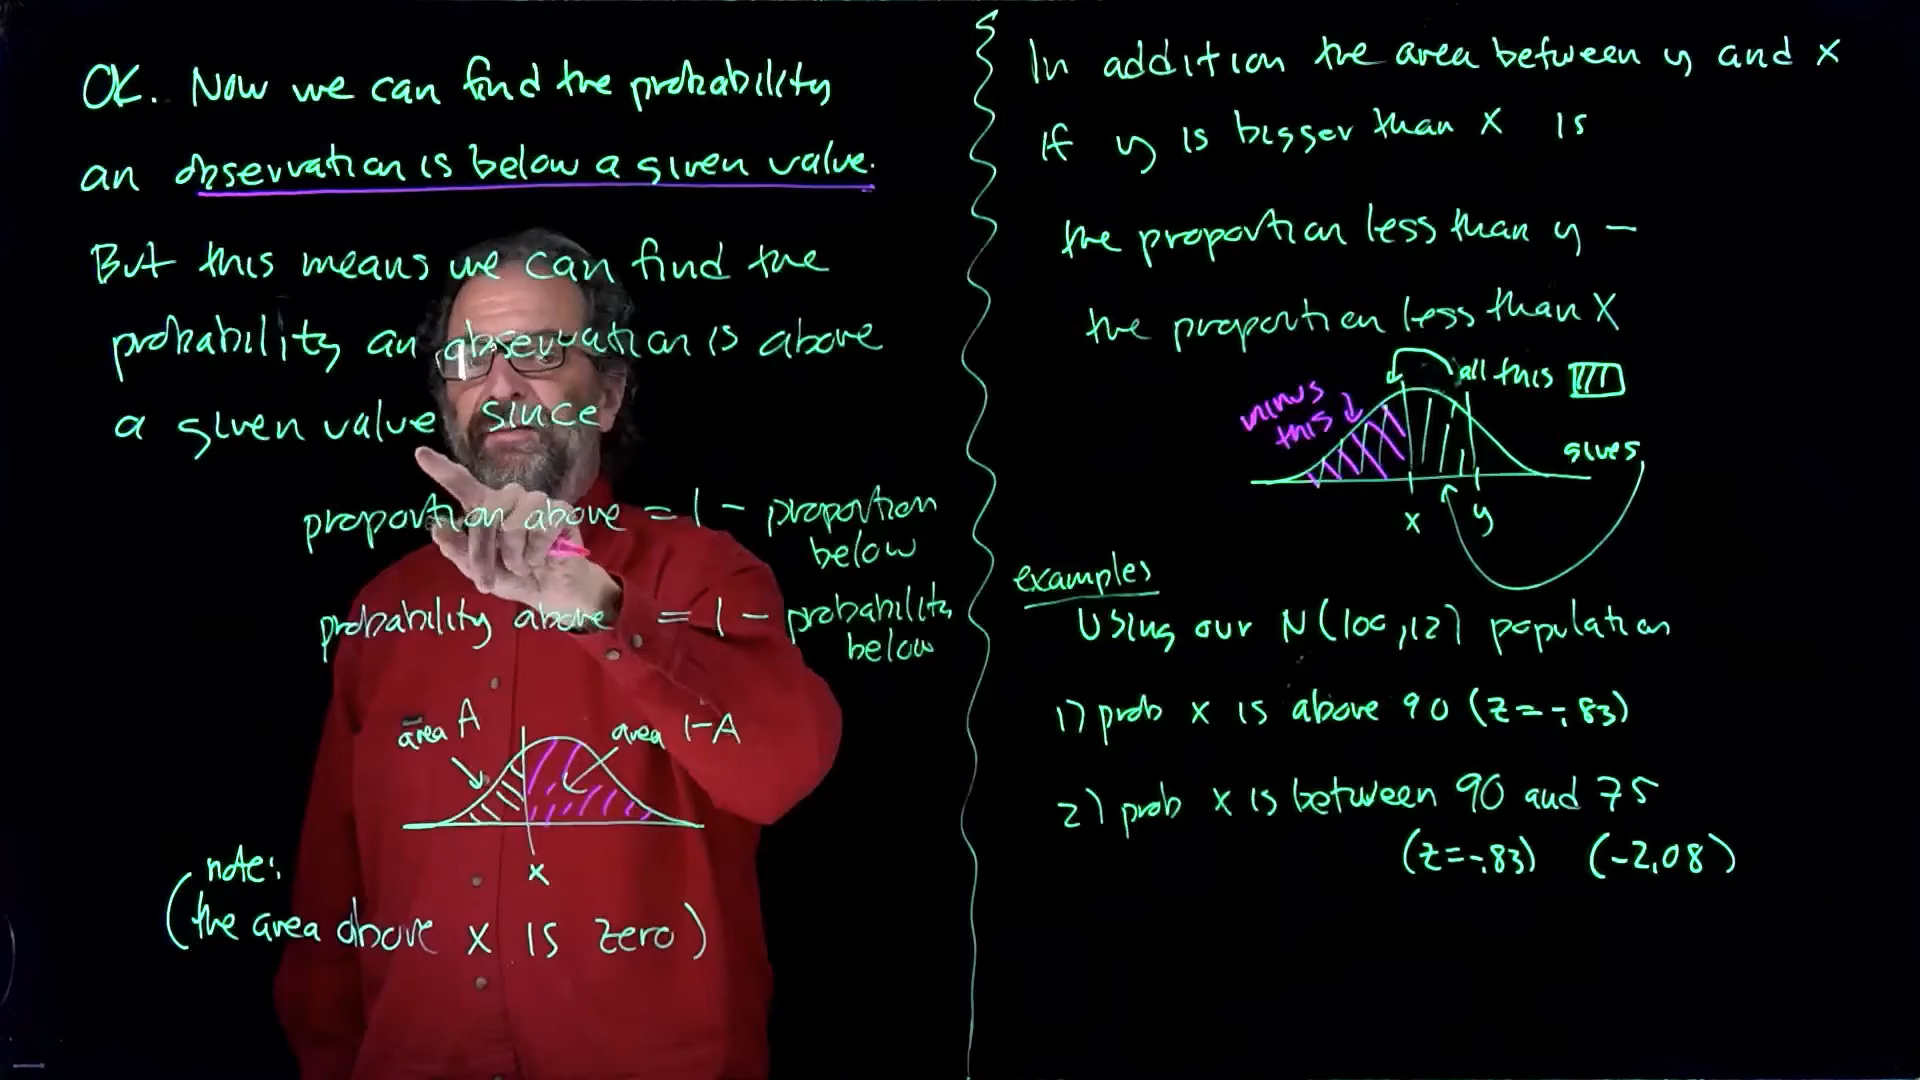 OK. Now we can find the probability
an observation is below a given value.
But this means we can find the
probability an observation is above
a given value since
proportion above = 1 - proportion
below
probability above = 1 - probability
below
area A
area 1-A
x
note:
(the area above x is zero)
In addition the area between y and x
if y is bigger than x is
the proportion less than y -
the proportion less than x
all this
minus
this
gives
x y
examples
Using our N(100,12) population
1) prob x is above 90 (z=-.83)
2) prob x is between 90 and 75
(z=-.83) (-2.08)